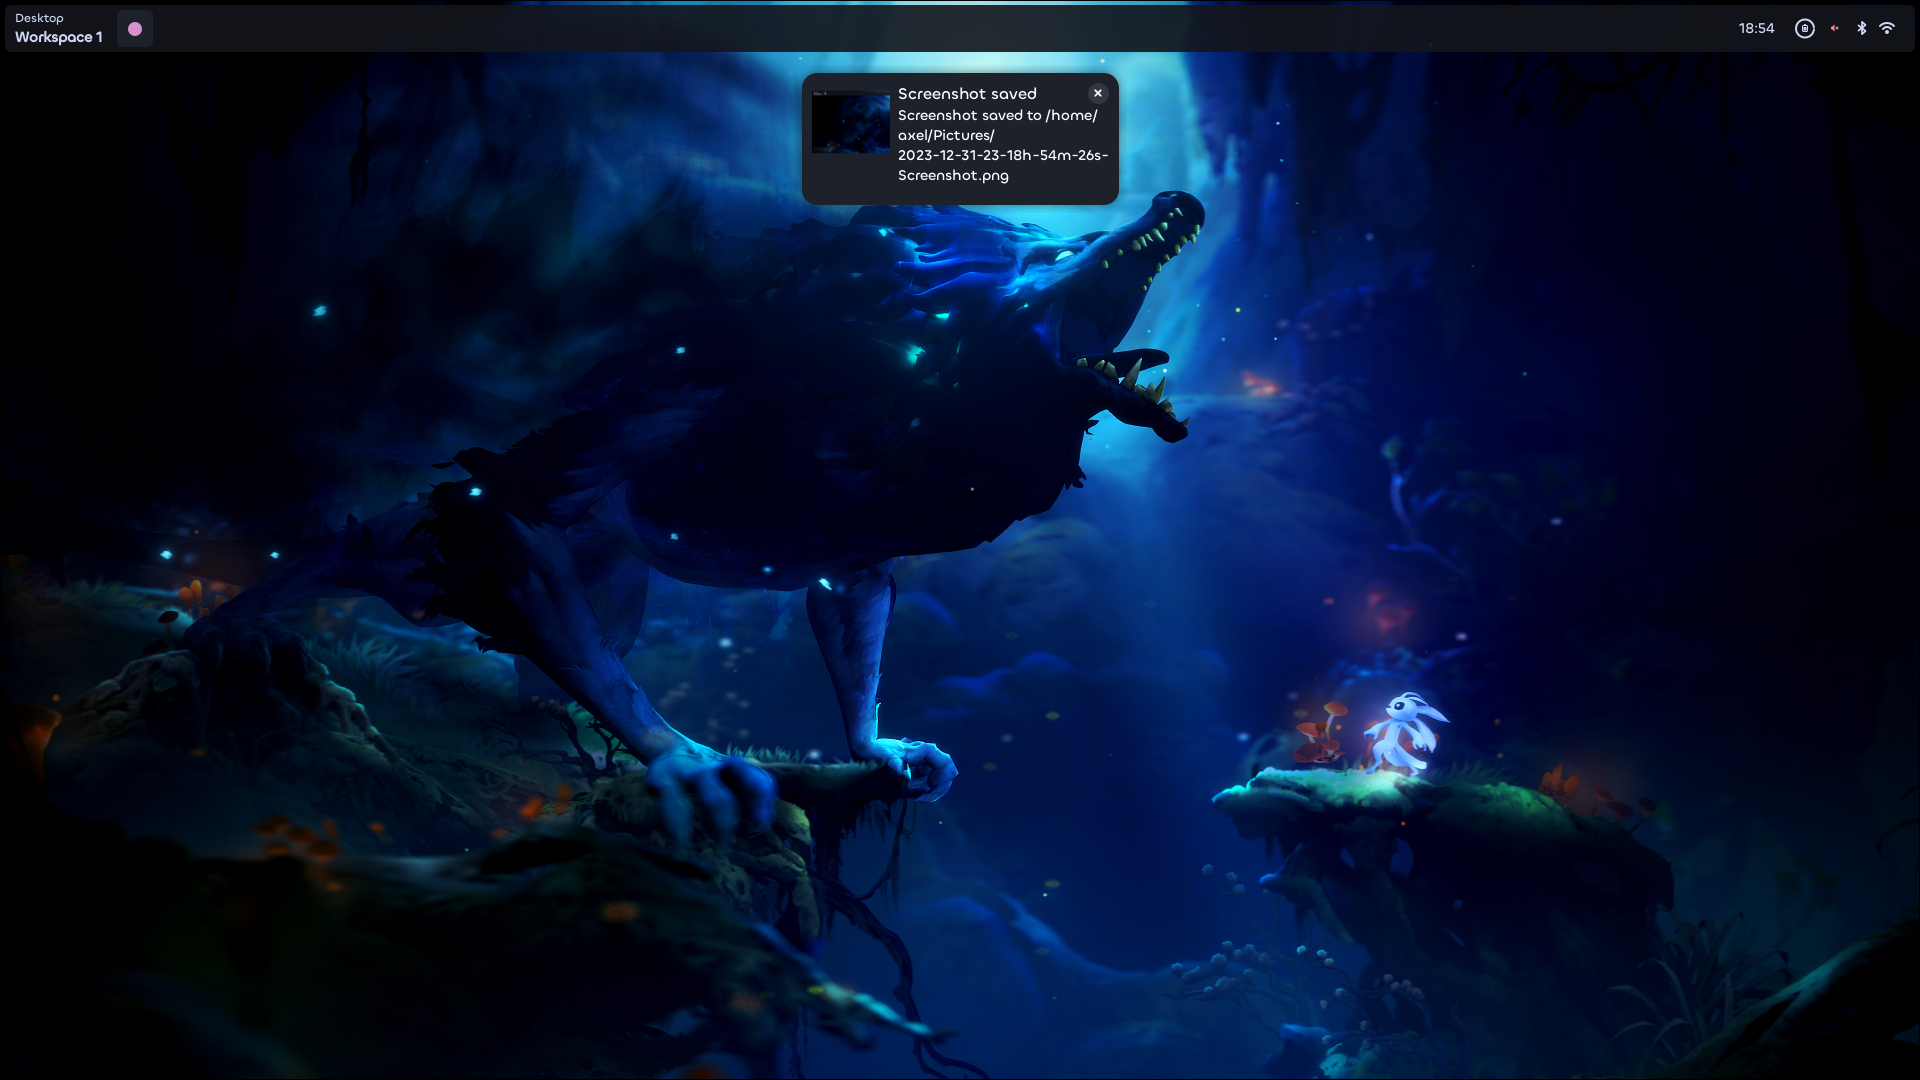 Desktop
Workspace 1
18:54
Screenshot saved
Screenshot saved to /home/
axel/Pictures/
2023-12-31-23-18h-54m-26s-
Screenshot.png